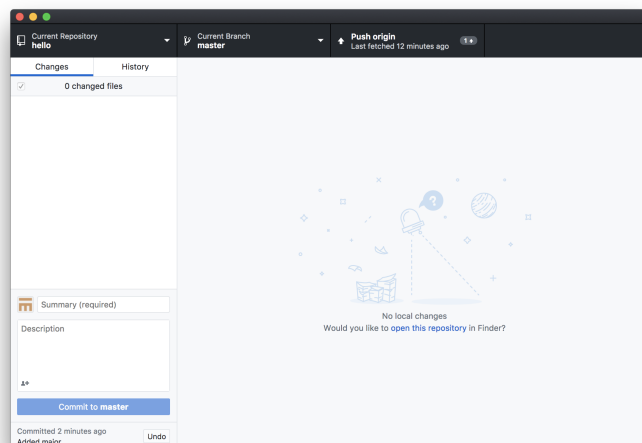 Current Repository
hello
Current Branch
master
Push origin
Last fetched 12 minutes ago
1
Changes
History
0 changed files
?
No local changes
Would you like to open this repository in Finder?
Summary (required)
Description
Commit to master
Committed 2 minutes ago
Added major
Undo